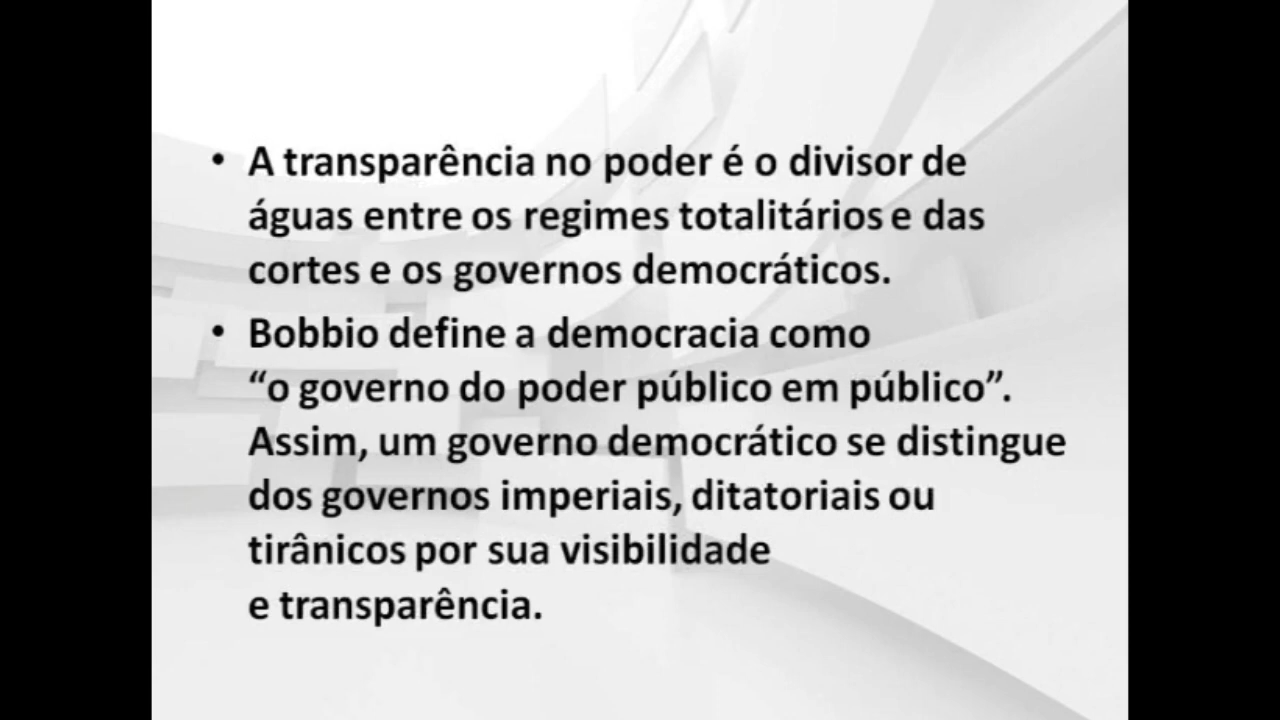 • A transparência no poder é o divisor de
águas entre os regimes totalitários e das
cortes e os governos democráticos.
• Bobbio define a democracia como
“o governo do poder público em público”.
Assim, um governo democrático se distingue
dos governos imperiais, ditatoriais ou
tirânicos por sua visibilidade
e transparência.